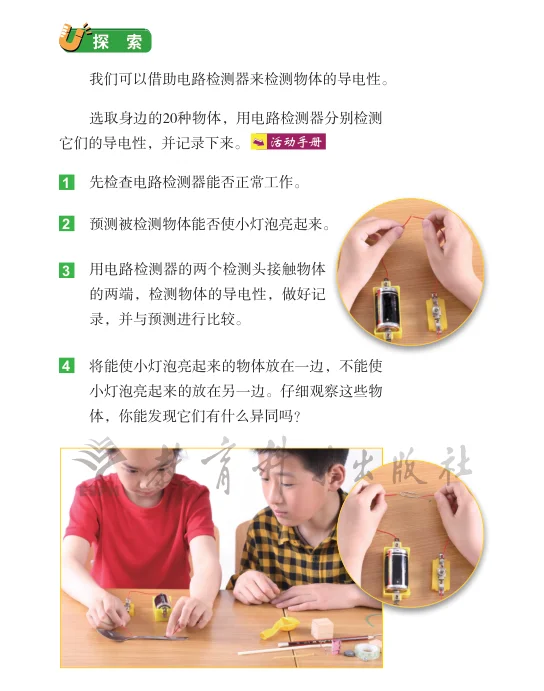 探 索
我们可以借助电路检测器来检测物体的导电性。
选取身边的20种物体，用电路检测器分别检测
它们的导电性，并记录下来。 活动手册
1 先检查电路检测器能否正常工作。
2 预测被检测物体能否使小灯泡亮起来。
3 用电路检测器的两个检测头接触物体
的两端，检测物体的导电性，做好记
录，并与预测进行比较。
4 将能使小灯泡亮起来的物体放在一边，不能使
小灯泡亮起来的放在另一边。仔细观察这些物
体，你能发现它们有什么异同吗？
教育科学出版社